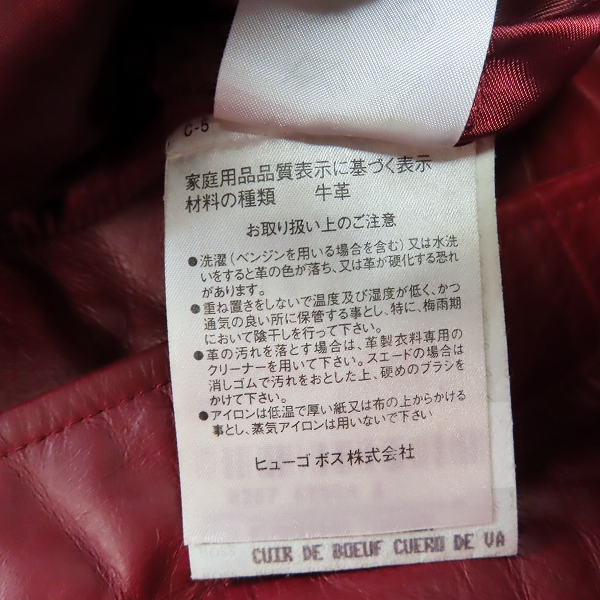 C-5
家庭用品品質表示に基づく表示
材料の種類 牛革
お取り扱い上のご注意
●洗濯(ベンジンを用いる場合を含む)又は水洗
いをすると革の色が落ち、又は革が硬化する恐れ
があります。
●重ね置きをしないで温度及び湿度が低く、かつ
通気の良い所に保管する事とし、特に、梅雨期
において陰干しを行って下さい。
●革の汚れを落とす場合は、革製衣料専用の
クリーナーを用いて下さい。スエードの場合は
消しゴムで汚れをおとした上、硬めのブラシを
かけて下さい。
●アイロンは低温で厚い紙又は布の上からかける
事とし、蒸気アイロンは用いないで下さい
ヒューゴ ボス株式会社
CUIR DE BOEUF CUERO DE VA